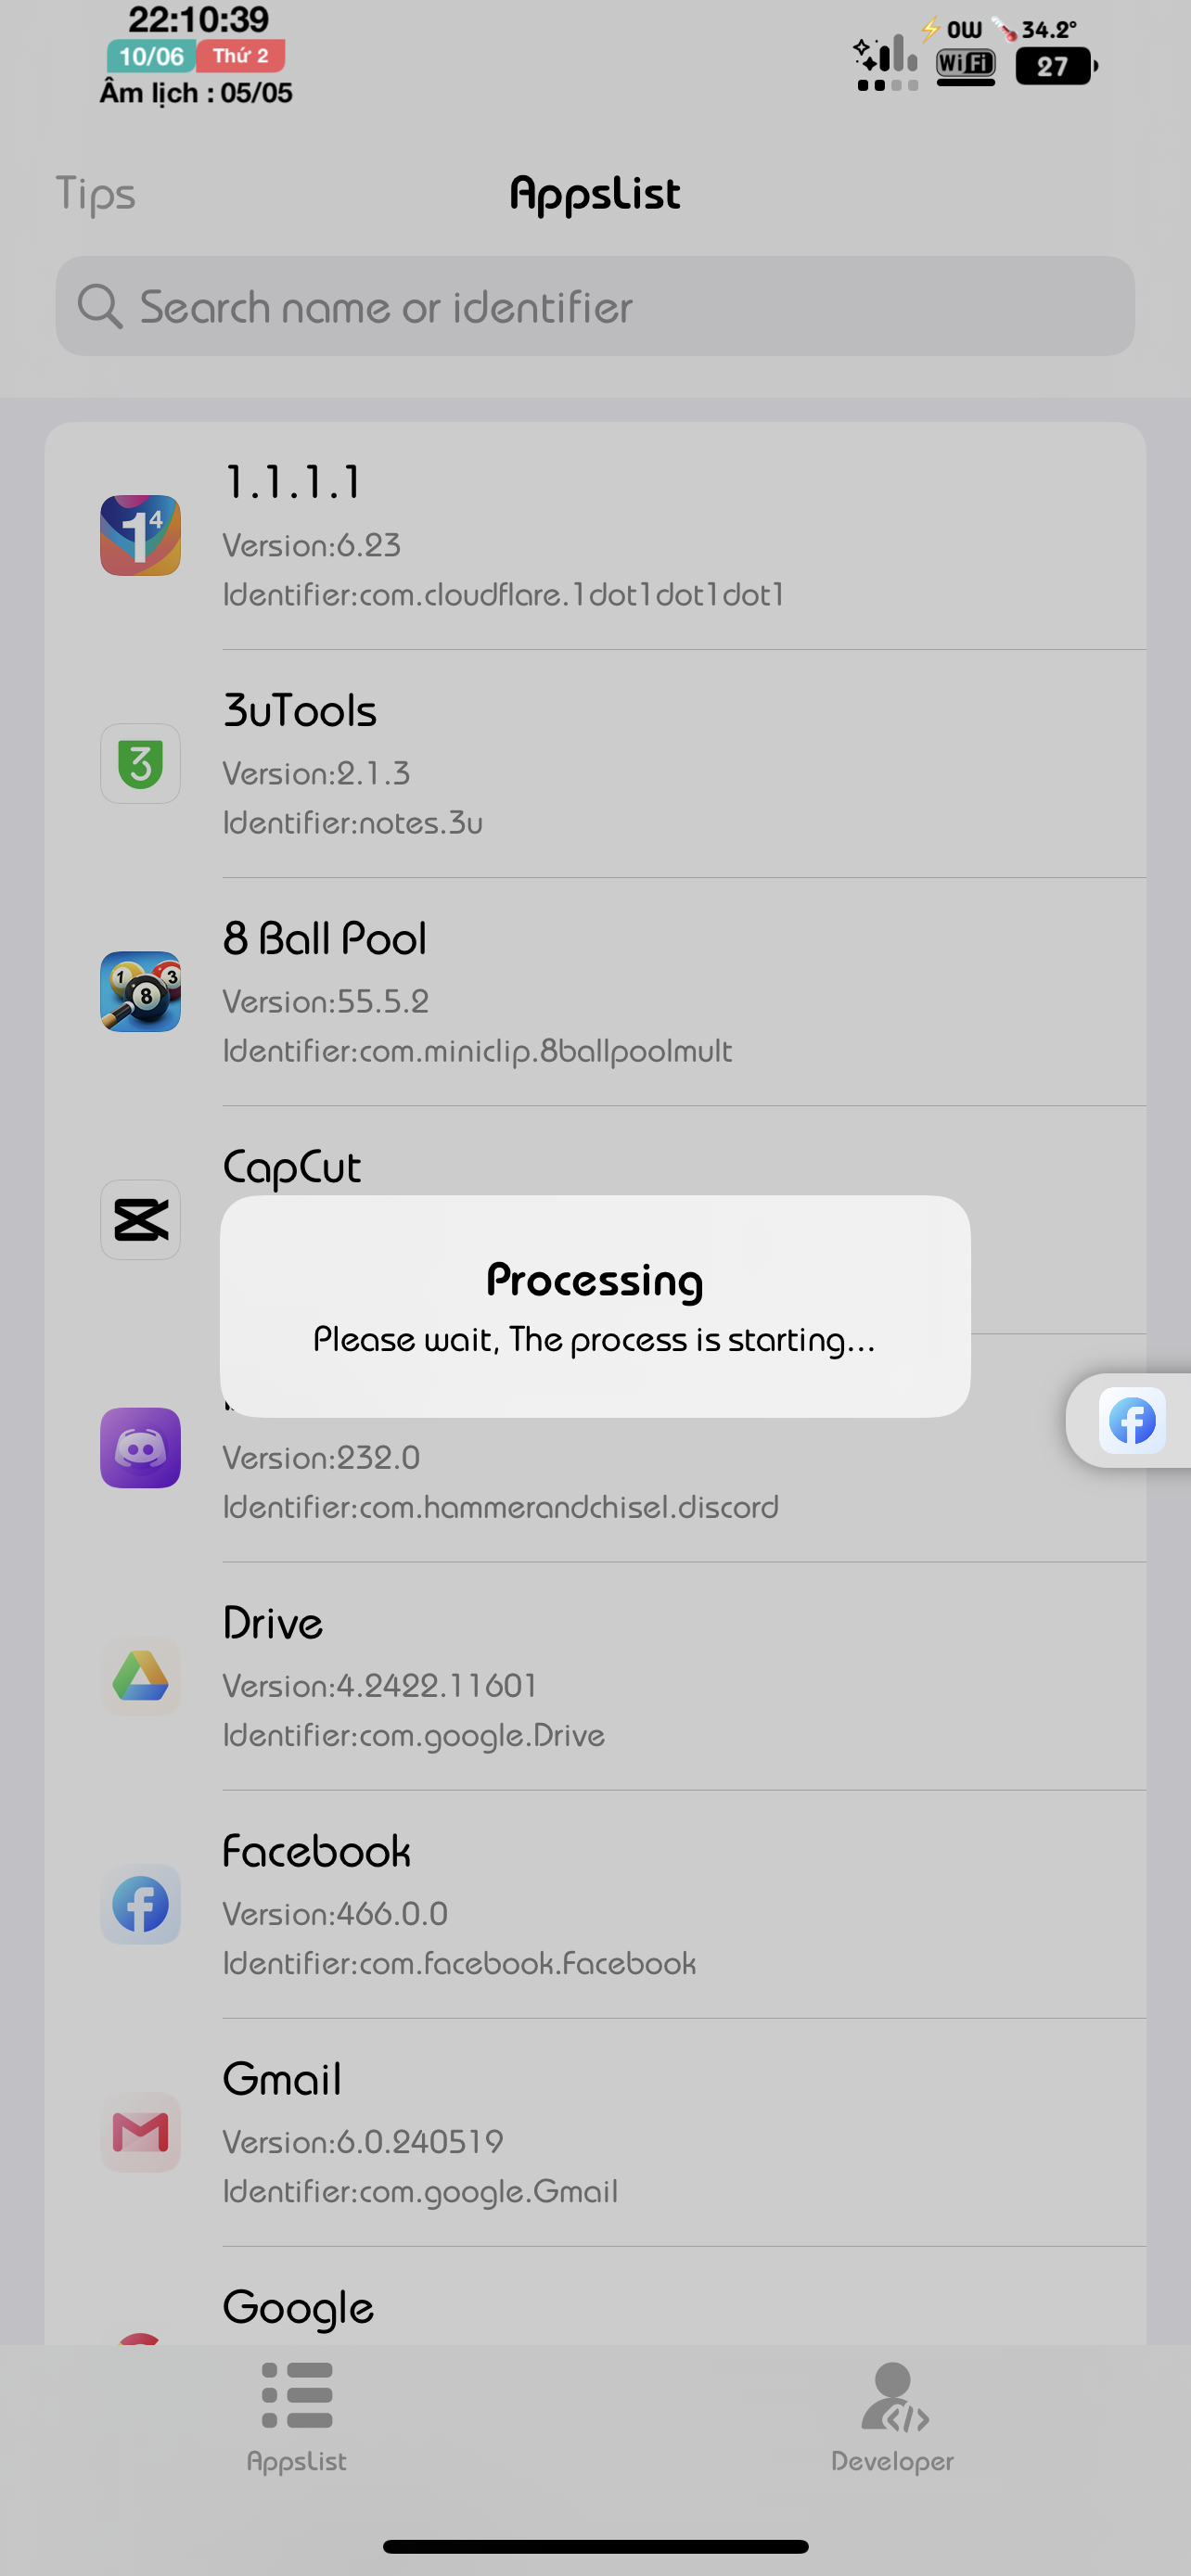 22:10:39
10/06 Thứ 2
Âm lịch : 05/05
⚡0W 34.2°
WiFi 27
Tips
AppsList
Search name or identifier
1.1.1.1
Version:6.23
Identifier:com.cloudflare.1dot1dot1dot1
3uTools
Version:2.1.3
Identifier:notes.3u
8 Ball Pool
Version:55.5.2
Identifier:com.miniclip.8ballpoolmult
CapCut
Processing
Please wait, The process is starting...
Version:232.0
Identifier:com.hammerandchisel.discord
Drive
Version:4.2422.11601
Identifier:com.google.Drive
Facebook
Version:466.0.0
Identifier:com.facebook.Facebook
Gmail
Version:6.0.240519
Identifier:com.google.Gmail
Google
AppsList
Developer